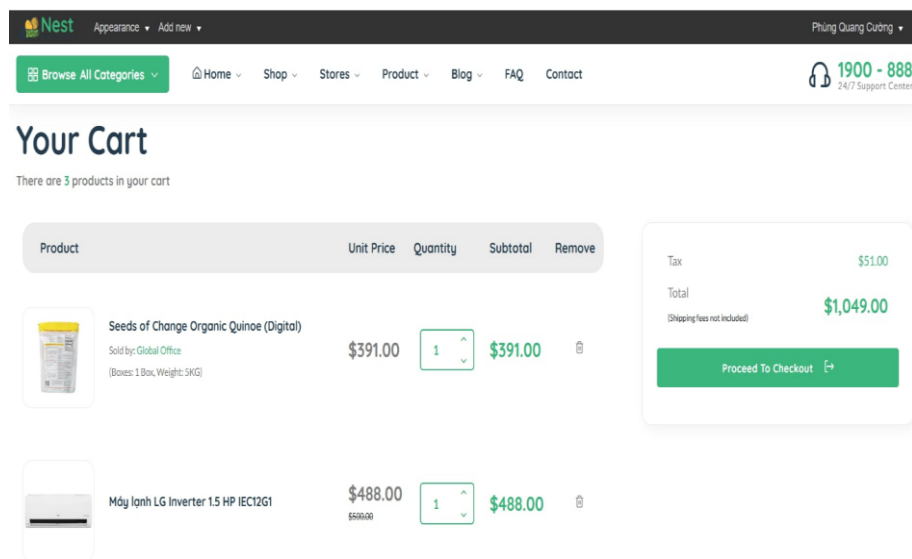 Nest Appearance Add new Phùng Quang Cường
Browse All Categories Home Shop Stores Product Blog FAQ Contact 1900 - 888
24/7 Support Center
Your Cart
There are 3 products in your cart
Product Unit Price Quantity Subtotal Remove
Seeds of Change Organic Quinoe (Digital)
Sold by: Global Office
(Boxes: 1 Box, Weight: 5KG)
$391.00 1 $391.00
Máy lạnh LG Inverter 1.5 HP IEC12G1
$488.00 1 $488.00
$500.00
Tax $51.00
Total $1,049.00
(Shipping fees not included)
Proceed To Checkout